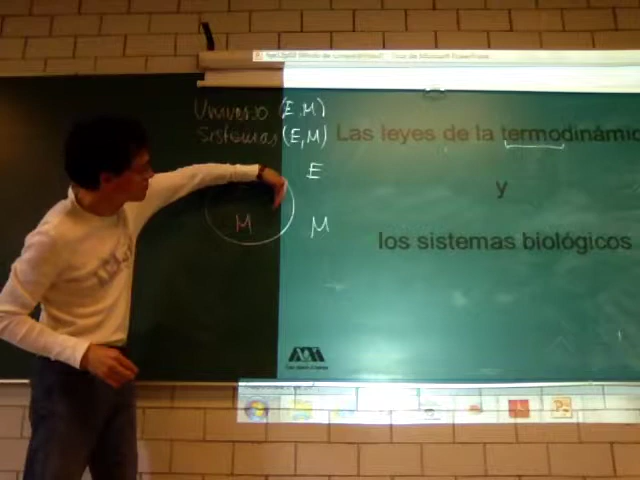 Universo (E, M)
Sistemas (E, M)
E
M
M
Las leyes de la termodinámic
y
los sistemas biológicos